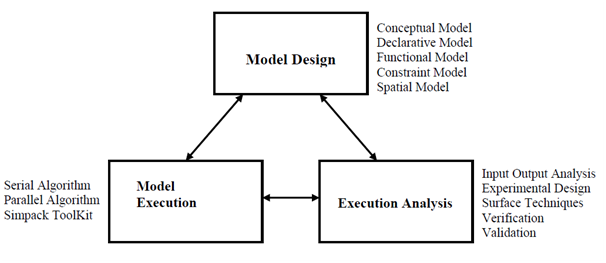 Model Design
Conceptual Model
Declarative Model
Functional Model
Constraint Model
Spatial Model
Serial Algorithm
Parallel Algorithm
Simpack ToolKit
Model
Execution
Execution Analysis
Input Output Analysis
Experimental Design
Surface Techniques
Verification
Validation